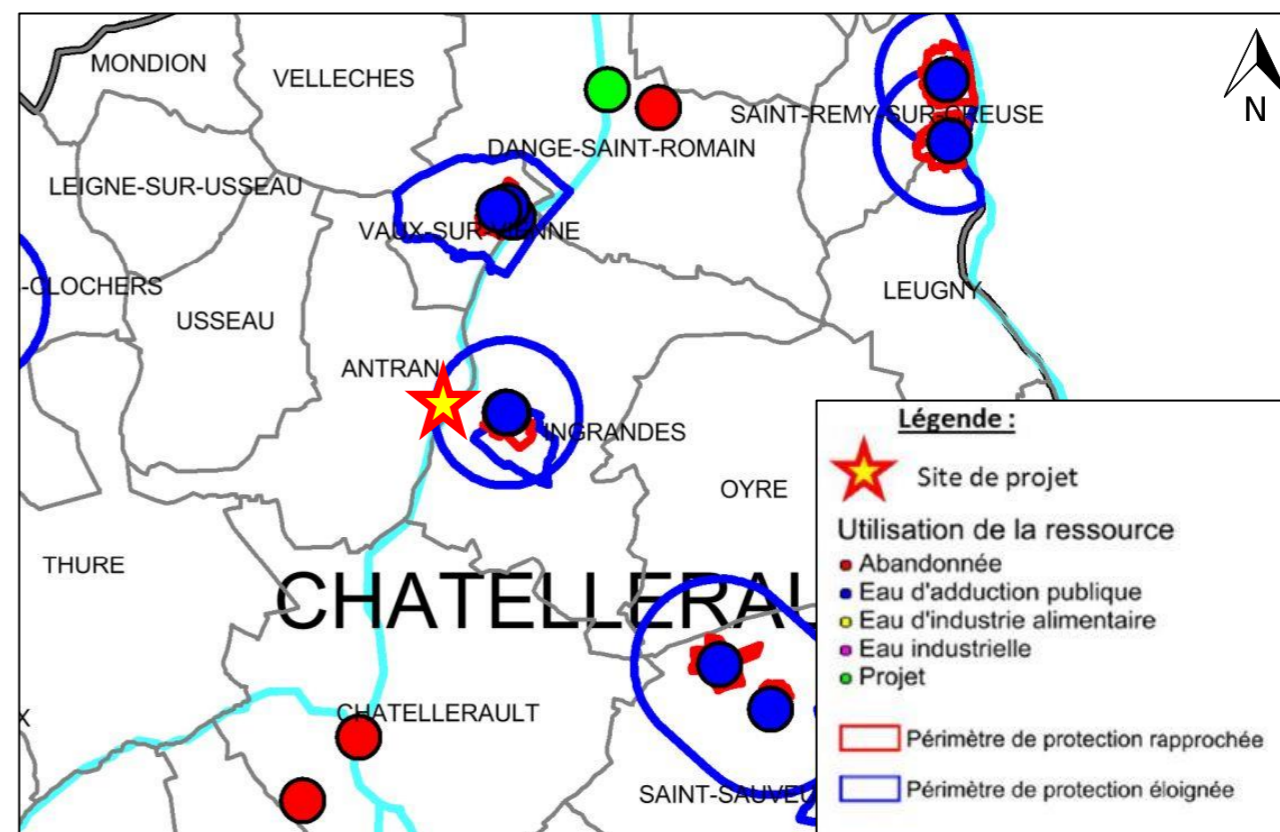 MONDION
VELLECHES
N
SAINT-REMY-SUR-CREUSE
DANGE-SAINT-ROMAIN
LEIGNE-SUR-USSEAU
VAUX-SUR-VIENNE
-CLOCHERS
LEUGNY
USSEAU
ANTRAN
INGRANDES
OYRE
THURE
CHATELLERAU
X
CHATELLERAULT
SAINT-SAUVEU
Légende :
Site de projet
Utilisation de la ressource
Abandonnée
Eau d'adduction publique
Eau d'industrie alimentaire
Eau industrielle
Projet
Périmètre de protection rapprochée
Périmètre de protection éloignée